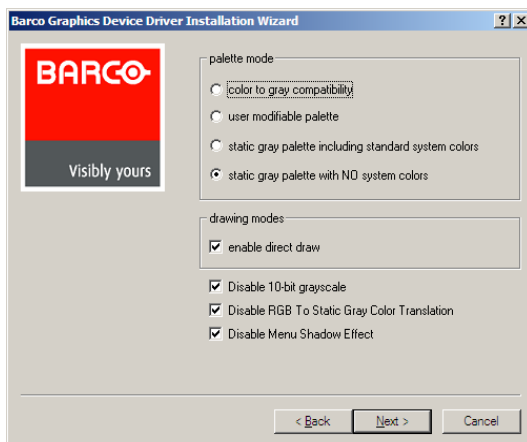 Barco Graphics Device Driver Installation Wizard
BARCO
Visibly yours
palette mode
color to gray compatibility
user modifiable palette
static gray palette including standard system colors
static gray palette with NO system colors
drawing modes
enable direct draw
Disable 10-bit grayscale
Disable RGB To Static Gray Color Translation
Disable Menu Shadow Effect
< Back Next > Cancel